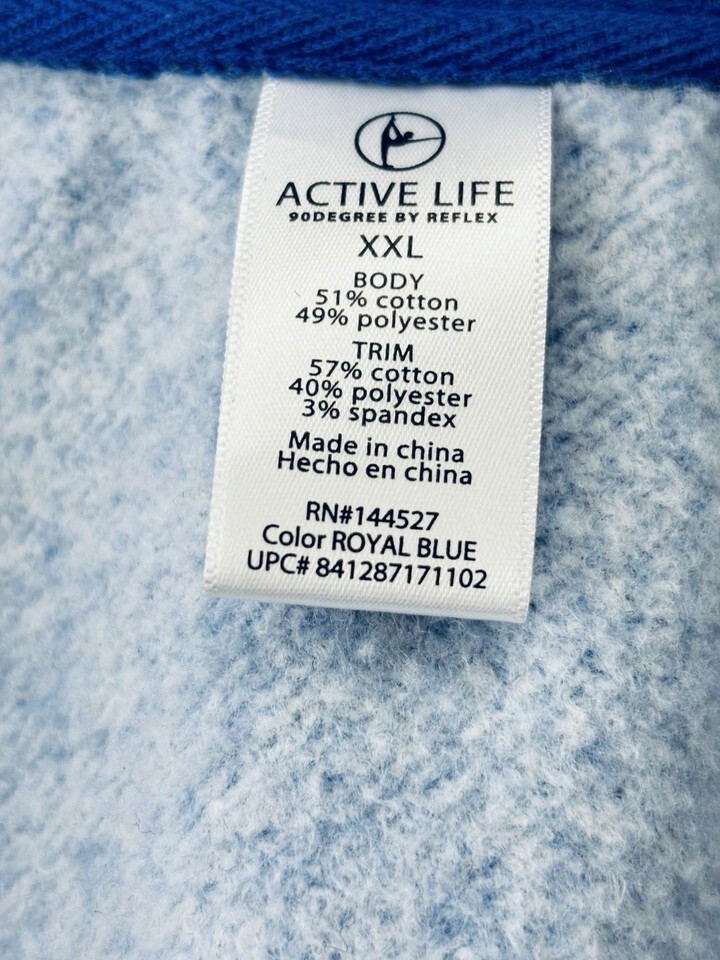 ACTIVE LIFE
90DEGREE BY REFLEX
XXL
BODY
51% cotton
49% polyester
TRIM
57% cotton
40% polyester
3% spandex
Made in china
Hecho en china
RN#144527
Color ROYAL BLUE
UPC# 841287171102